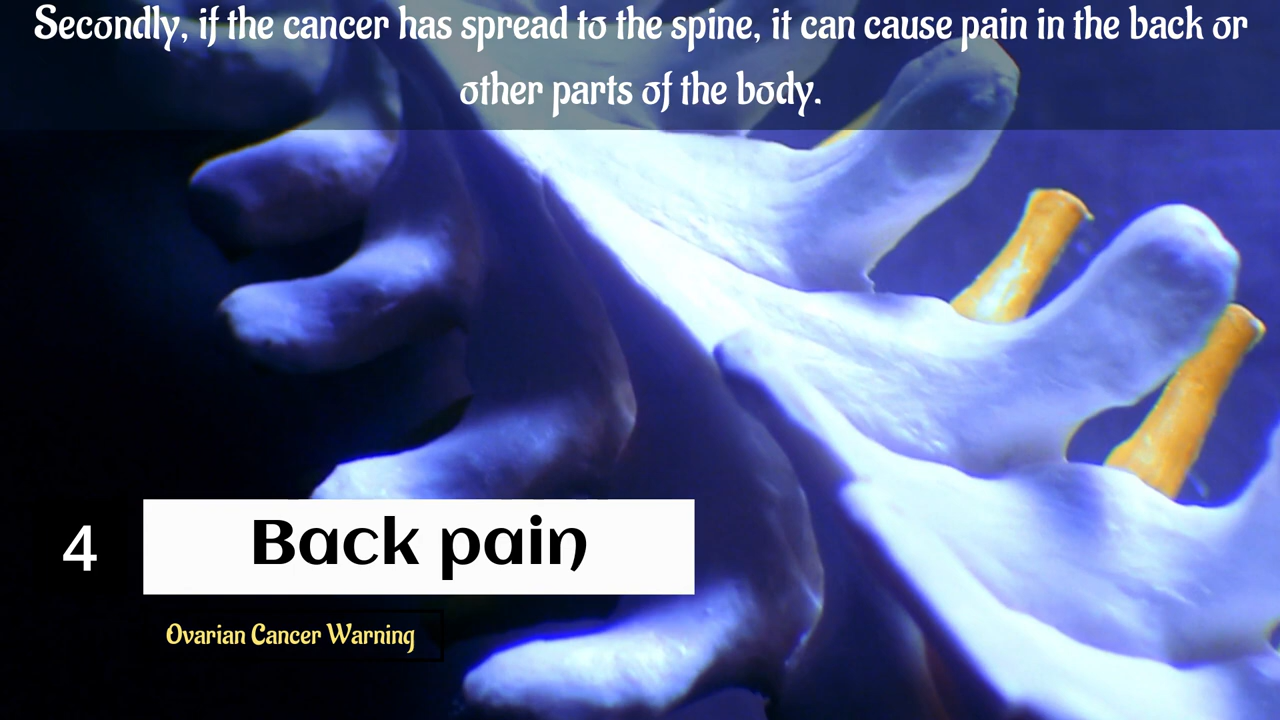 Secondly, if the cancer has spread to the spine, it can cause pain in the back or
other parts of the body.
4
Back pain
Ovarian Cancer Warning